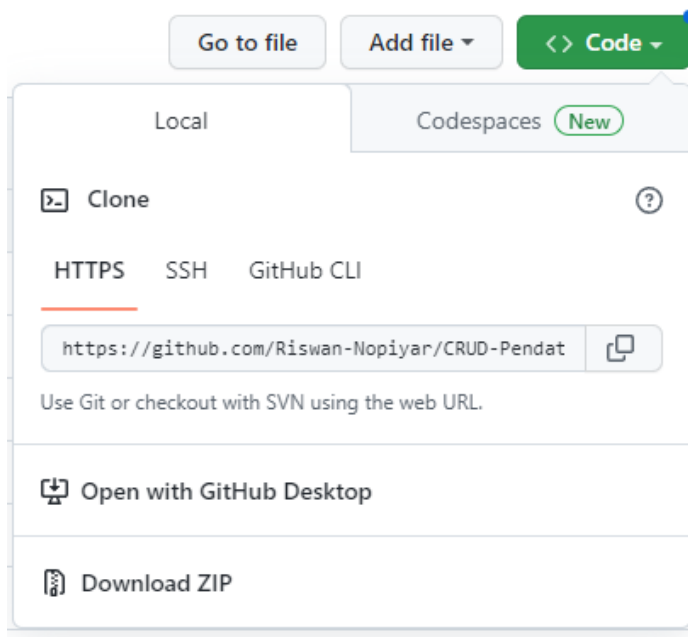 Go to file Add file Code
Local Codespaces New
Clone
HTTPS SSH GitHub CLI
https://github.com/Riswan-Nopiyar/CRUD-Pendat
Use Git or checkout with SVN using the web URL.
Open with GitHub Desktop
Download ZIP